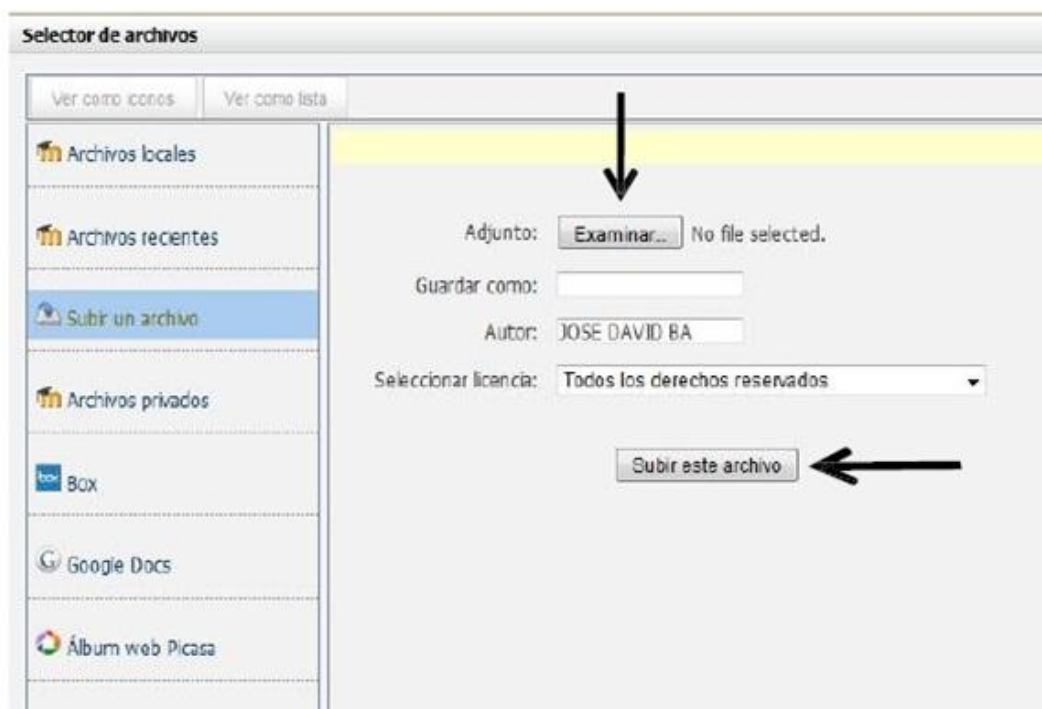 Selector de archivos
Ver como iconos
Ver como lista
Archivos locales
Archivos recientes
Subir un archivo
Archivos privados
box
Box
Google Docs
Álbum web Picasa
Adjunto:
Examinar..
No file selected.
Guardar como:
Autor:
JOSE DAVID BA
Seleccionar licencia:
Todos los derechos reservados
Subir este archivo